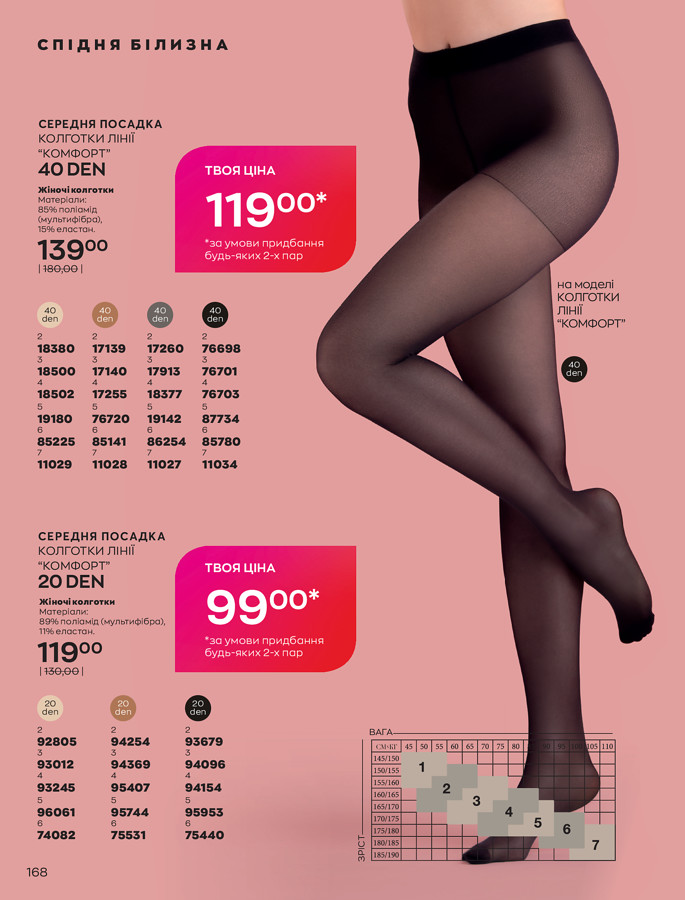 СПІДНЯ БІЛИЗНА
СЕРЕДНЯ ПОСАДКА
КОЛГОТКИ ЛІНІЇ
“КОМФОРТ”
40 DEN
Жіночі колготки
Матеріали:
85% поліамід
(мультифібра),
15% еластан.
139⁰⁰
| 180,00 |
ТВОЯ ЦІНА
119⁰⁰*
*за умови придбання
будь-яких 2-х пар
40 den 40 den 40 den 40 den
2 2 2 2
18380 17139 17260 76698
3 3 3 3
18500 17140 17913 76701
4 4 4 4
18502 17255 18377 76703
5 5 5 5
19180 76720 19142 87734
6 6 6 6
85225 85141 86254 85780
7 7 7 7
11029 11028 11027 11034
на моделі
КОЛГОТКИ
ЛІНІЇ
“КОМФОРТ”
40
den
СЕРЕДНЯ ПОСАДКА
КОЛГОТКИ ЛІНІЇ
“КОМФОРТ”
20 DEN
Жіночі колготки
Матеріали:
89% поліамід (мультифібра),
11% еластан.
119⁰⁰
| 130,00 |
ТВОЯ ЦІНА
99⁰⁰*
*за умови придбання
будь-яких 2-х пар
20 den 20 den 20 den
2 2 2
92805 94254 93679
3 3 3
93012 94369 94096
4 4 4
93245 95407 94154
5 5 5
96061 95744 95953
6 6 6
74082 75531 75440
ВАГА
СМ•КГ 45 50 55 60 65 70 75 80 90 105 110
145/150
150/155 1
155/160
160/165 2
165/170 3
170/175 4
175/180 5 6
180/185
185/190 7
ЗРІСТ
168